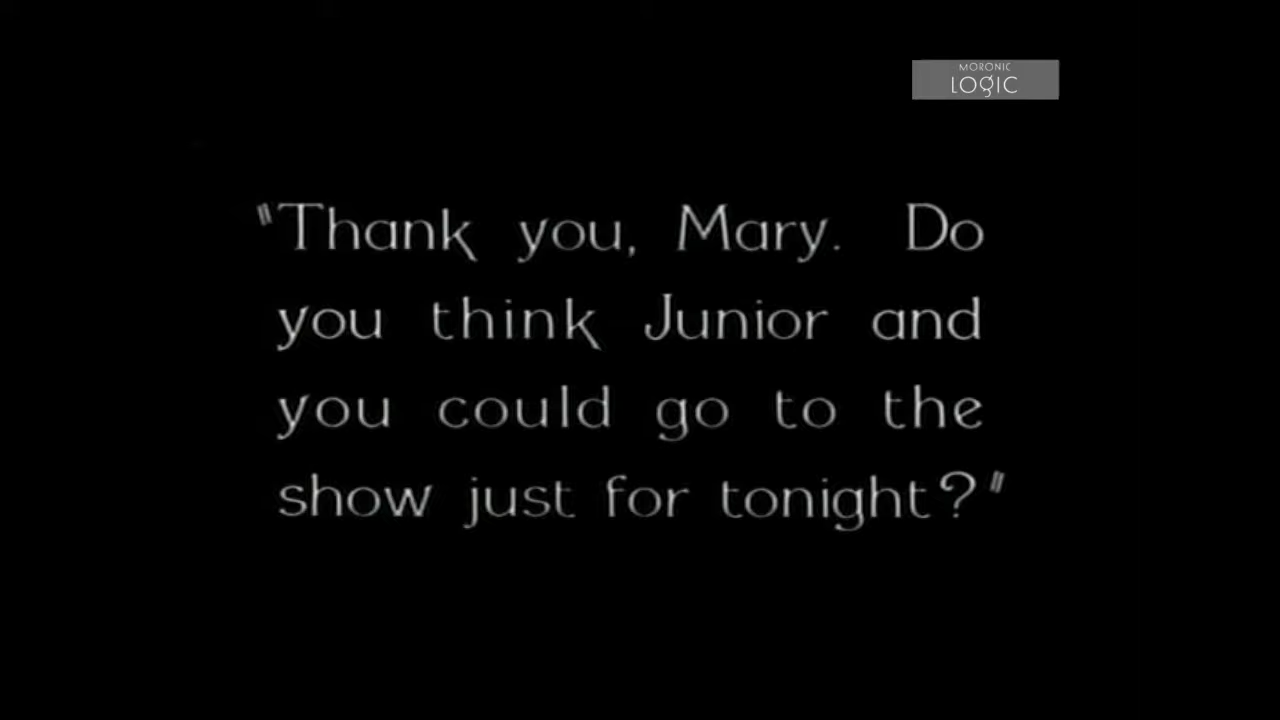 MORONIC
LOGIC
"Thank you, Mary. Do
you think Junior and
you could go to the
show just for tonight?"